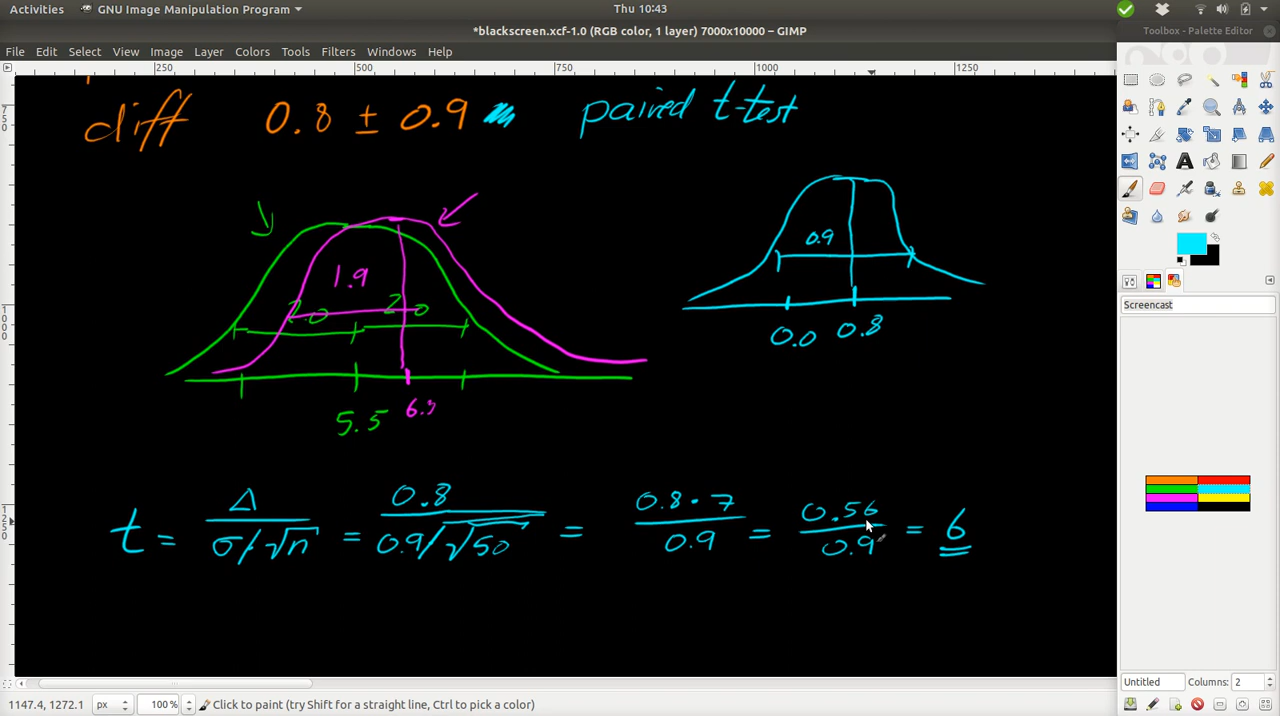 Activities GNU Image Manipulation Program Thu 10:43
*blackscreen.xcf-1.0 (RGB color, 1 layer) 7000x10000 – GIMP
Toolbox - Palette Editor
File Edit Select View Image Layer Colors Tools Filters Windows Help
250 500 750 1000 1250
diff 0.8 ± 0.9 paired t-test
0.9
1.9
2.0 2.0
0.0 0.8
5.5 6.3
t = Δ / σ/√n = 0.8 / 0.9/√50 = 0.8 · 7 / 0.9 = 0.56 / 0.9 = 6
750
1000
1250
Screencast
Untitled Columns: 2
1147.4, 1272.1 px 100 % Click to paint (try Shift for a straight line, Ctrl to pick a color)